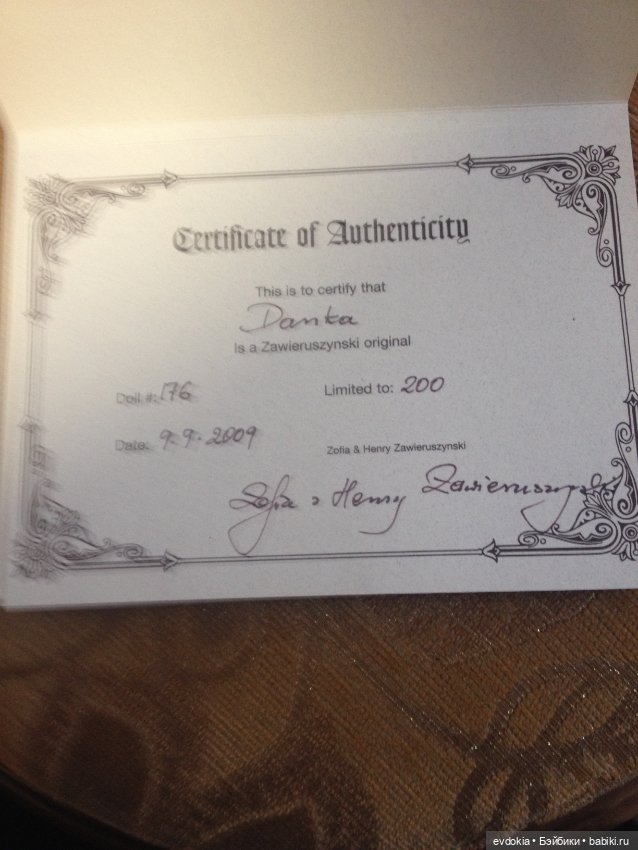 Certificate of Authenticity
This is to certify that
Danka
Is a Zawieruszynski original
Doll #: 176 Limited to: 200
Date: 9.9.2009 Zofia & Henry Zawieruszynski
Zofia & Henry Zawieruszynski
evdokia • Бэйбики • babiki.ru